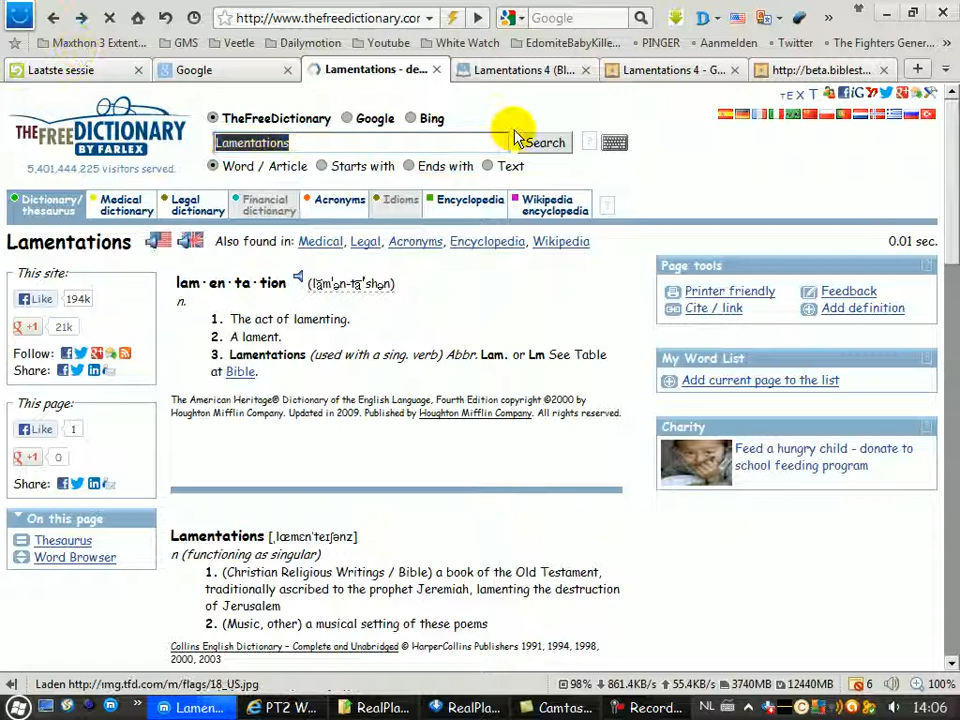 http://www.thefreedictionary.cor
Google
Maxthon 3 Extent...
GMS
Veetle
Dailymotion
Youtube
White Watch
EdomiteBabyKille...
PINGER
Aanmelden
Twitter
The Fighters Gener...
Laatste sessie
Google
Lamentations - de...
Lamentations 4 (Bl...
Lamentations 4 - G...
http://beta.biblest...
TEXT
THEFREEDICTIONARY
BY FARLEX
5,401,444.225 visitors served.
TheFreeDictionary Google Bing
Lamentations
Search
?
Word / Article Starts with Ends with Text
Dictionary/
thesaurus
Medical
dictionary
Legal
dictionary
Financial
dictionary
Acronyms
Idioms
Encyclopedia
Wikipedia
encyclopedia
?
Lamentations
Also found in: Medical, Legal, Acronyms, Encyclopedia, Wikipedia
0.01 sec.
This site:
Like 194k
+1 21k
Follow:
Share:
This page:
Like 1
+1 0
Share:
On this page
Thesaurus
Word Browser
lam·en·ta·tion (lăm′ən-tā′shən)
n.
1. The act of lamenting.
2. A lament.
3. Lamentations (used with a sing. verb) Abbr. Lam. or Lm See Table
at Bible.
The American Heritage® Dictionary of the English Language, Fourth Edition copyright ©2000 by
Houghton Mifflin Company. Updated in 2009. Published by Houghton Mifflin Company. All rights reserved.
Lamentations [ˌlæmɛnˈteɪʃənz]
n (functioning as singular)
1. (Christian Religious Writings / Bible) a book of the Old Testament,
traditionally ascribed to the prophet Jeremiah, lamenting the destruction
of Jerusalem
2. (Music, other) a musical setting of these poems
Collins English Dictionary – Complete and Unabridged © HarperCollins Publishers 1991, 1994, 1998,
2000, 2003
Page tools
Printer friendly
Feedback
Cite / link
Add definition
My Word List
Add current page to the list
Charity
Feed a hungry child - donate to
school feeding program
Laden http://img.tfd.com/m/flags/18_US.jpg
98%
861.4KB/s
55.4KB/s
3740MB
12440MB
6
100%
Lamen...
PT2 W...
RealPla...
RealPla...
Camtas...
Record...
NL
14:06